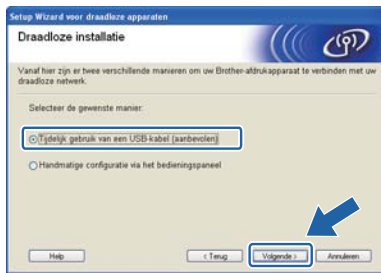 Setup Wizard voor draadloze apparaten
Draadloze installatie
Vanaf hier zijn er twee verschillende manieren om uw Brother-afdrukapparaat te verbinden met uw
draadloze netwerk.
Selecteer de gewenste manier:
Tijdelijk gebruik van een USB-kabel (aanbevolen)
Handmatige configuratie via het bedieningspaneel
Help
< Terug
Volgende >
Annuleren